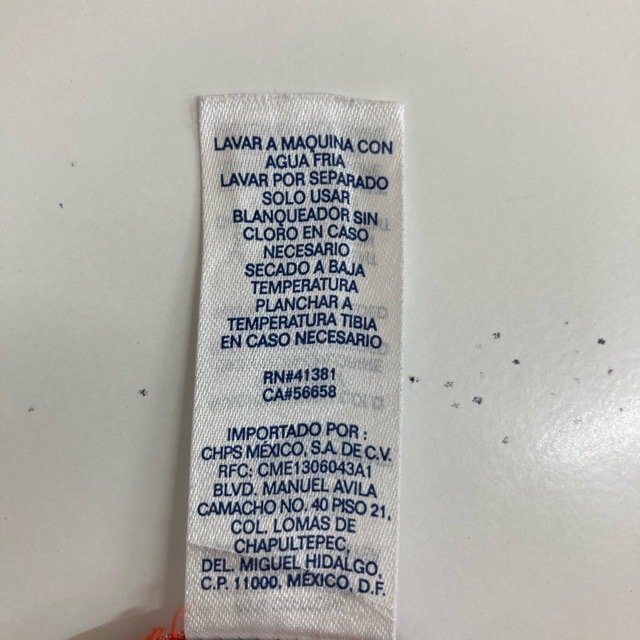 LAVAR A MAQUINA CON
AGUA FRIA
LAVAR POR SEPARADO
SOLO USAR
BLANQUEADOR SIN
CLORO EN CASO
NECESARIO
SECADO A BAJA
TEMPERATURA
PLANCHAR A
TEMPERATURA TIBIA
EN CASO NECESARIO
RN#41381
CA#56658
IMPORTADO POR :
CHPS MÉXICO, S.A. DE C.V.
RFC: CME1306043A1
BLVD. MANUEL AVILA
CAMACHO NO. 40 PISO 21,
COL. LOMAS DE
CHAPULTEPEC,
DEL. MIGUEL HIDALGO,
C.P. 11000, MÉXICO, D.F.